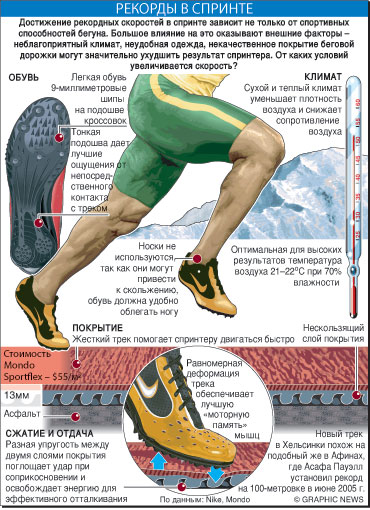 РЕКОРДЫ В СПРИНТЕ
Достижение рекордных скоростей в спринте зависит не только от спортивных
способностей бегуна. Большое влияние на это оказывают внешние факторы –
неблагоприятный климат, неудобная одежда, некачественное покрытие беговой
дорожки могут значительно ухудшить результат спринтера. От каких условий
увеличивается скорость?
ОБУВЬ
Легкая обувь
9-миллиметровые
шипы
на подошве
кроссовок
Тонкая
подошва дает
лучшие
ощущения от
непосред-
ственного
контакта
с треком
КЛИМАТ
Сухой и теплый климат
уменьшает плотность
воздуха и снижает
сопротивление
воздуха
Носки не
используются,
так как они могут
привести
к скольжению,
обувь должна удобно
облегать ногу
Оптимальная для высоких
результатов температура
воздуха 21–22°C при 70%
влажности
ПОКРЫТИЕ
Жесткий трек помогает спринтеру двигаться быстро
Нескользящий
слой покрытия
Стоимость
Mondo
Sportflex – $55/м²
13мм
Асфальт
Равномерная
деформация
трека
обеспечивает
лучшую
«моторную
память»
мышц
СЖАТИЕ И ОТДАЧА
Разная упругость между
двумя слоями покрытия
поглощает удар при
соприкосновении и
освобождает энергию для
эффективного отталкивания
Новый трек
в Хельсинки похож на
подобный же в Афинах,
где Асафа Пауэлл
установил рекорд
на 100-метровке в июне 2005 г.
По данным: Nike, Mondo
© GRAPHIC NEWS